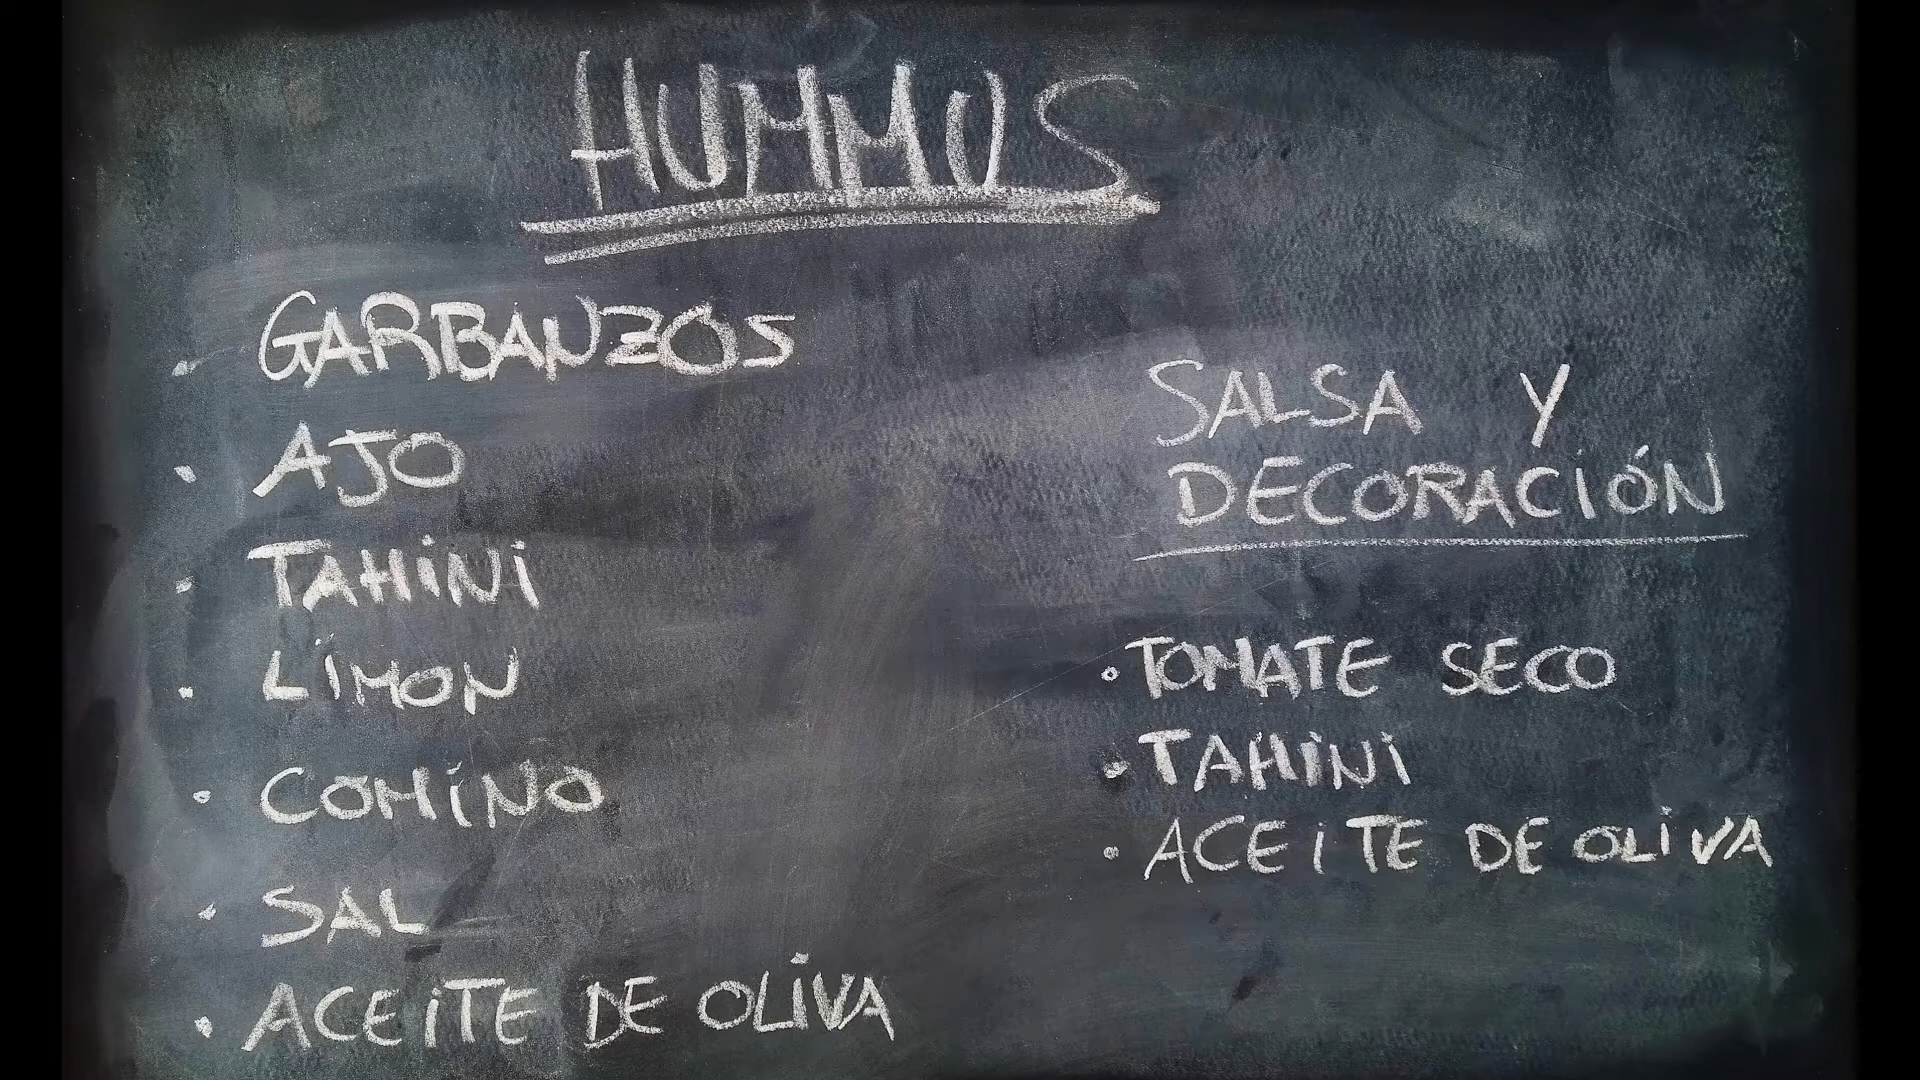 HUMMUS
• GARBANZOS
• AJO
• TAHiNi
• LiMON
• COMiNO
• SAL
• ACEiTE DE OLiVA
SALSA Y
DECORACiÓN
• TOMATE SECO
• TAHiNi
• ACEiTE DE OLiVA